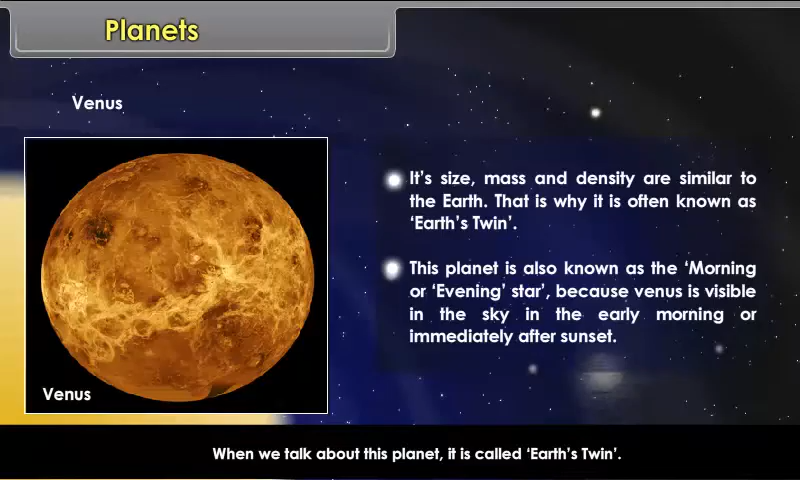 Planets
Venus
It's size, mass and density are similar to
the Earth. That is why it is often known as
‘Earth’s Twin’.
This planet is also known as the ‘Morning
or ‘Evening’ star’, because venus is visible
in the sky in the early morning or
immediately after sunset.
Venus
When we talk about this planet, it is called ‘Earth’s Twin’.